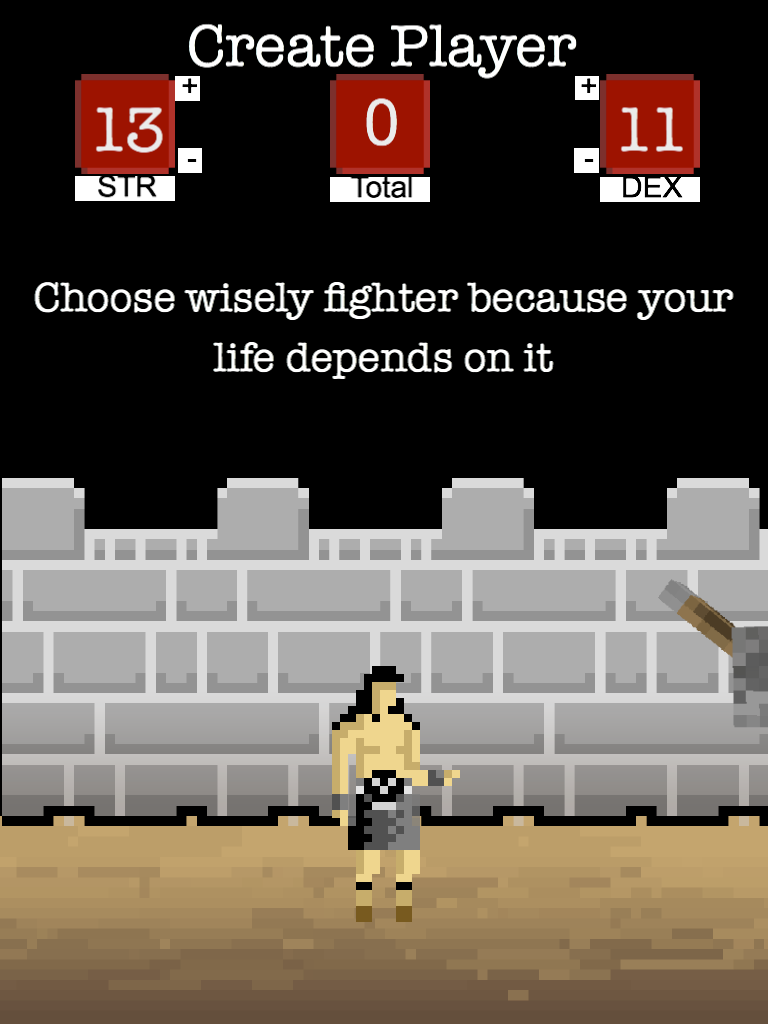 Create Player
+
13
-
STR
0
Total
+
11
-
DEX
Choose wisely fighter because your
life depends on it